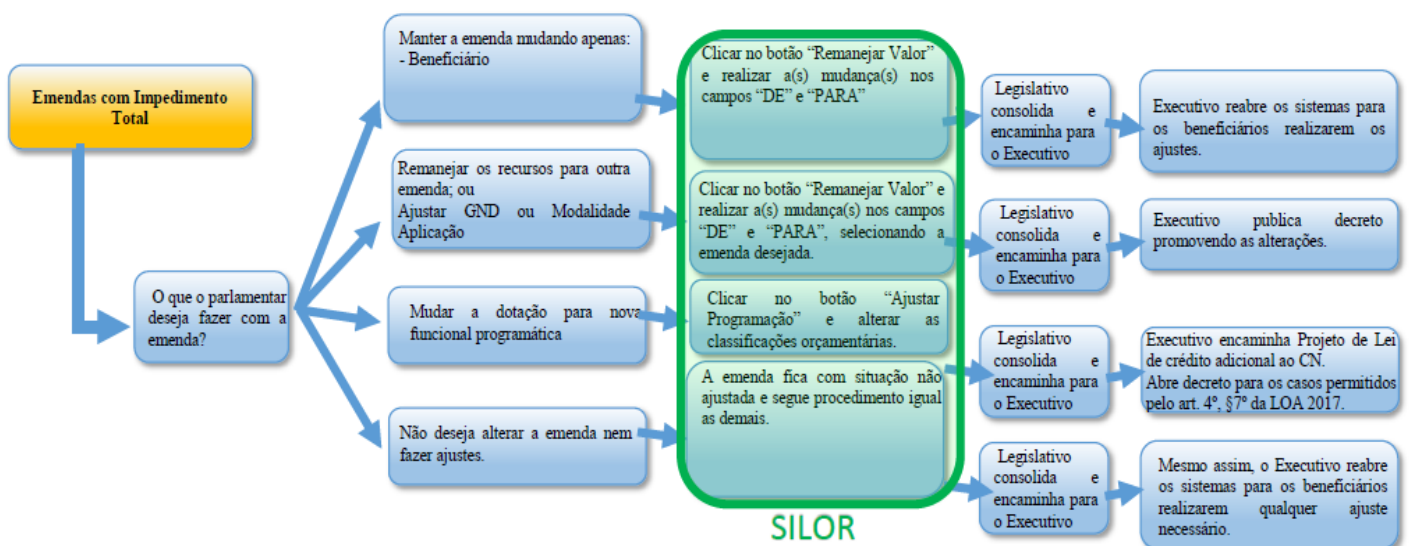 Emendas com Impedimento
Total
O que o parlamentar
deseja fazer com a
emenda?
Manter a emenda mudando apenas:
- Beneficiário
Clicar no botão “Remanejar Valor”
e realizar a(s) mudança(s) nos
campos “DE” e “PARA”
Legislativo
consolida e
encaminha para
o Executivo
Executivo reabre os sistemas para
os beneficiários realizarem os
ajustes.
Remanejar os recursos para outra
emenda; ou
Ajustar GND ou Modalidade
Aplicação
Clicar no botão “Remanejar Valor” e
realizar a(s) mudança(s) nos campos
“DE” e “PARA”, selecionando a
emenda desejada.
Legislativo
consolida e
encaminha para
o Executivo
Executivo publica decreto
promovendo as alterações.
Mudar a dotação para nova
funcional programática
Clicar no botão “Ajustar
Programação” e alterar as
classificações orçamentárias.
Legislativo
consolida e
encaminha para
o Executivo
Executivo encaminha Projeto de Lei
de crédito adicional ao CN.
Abre decreto para os casos permitidos
pelo art. 4º, §7º da LOA 2017.
Não deseja alterar a emenda nem
fazer ajustes.
A emenda fica com situação não
ajustada e segue procedimento igual
as demais.
Legislativo
consolida e
encaminha para
o Executivo
Mesmo assim, o Executivo reabre
os sistemas para os beneficiários
realizarem qualquer ajuste
necessário.
SILOR